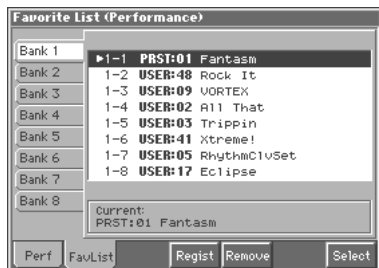 Favorite List (Performance)
Bank 1
Bank 2
Bank 3
Bank 4
Bank 5
Bank 6
Bank 7
Bank 8
▶1-1 PRST:01 Fantasm
1-2 USER:48 Rock It
1-3 USER:09 VORTEX
1-4 USER:02 All That
1-5 USER:03 Trippin
1-6 USER:41 Xtreme!
1-7 USER:05 RhythmClvSet
1-8 USER:17 Eclipse
Current:
PRST:01 Fantasm
Perf FavList Regist Remove Select